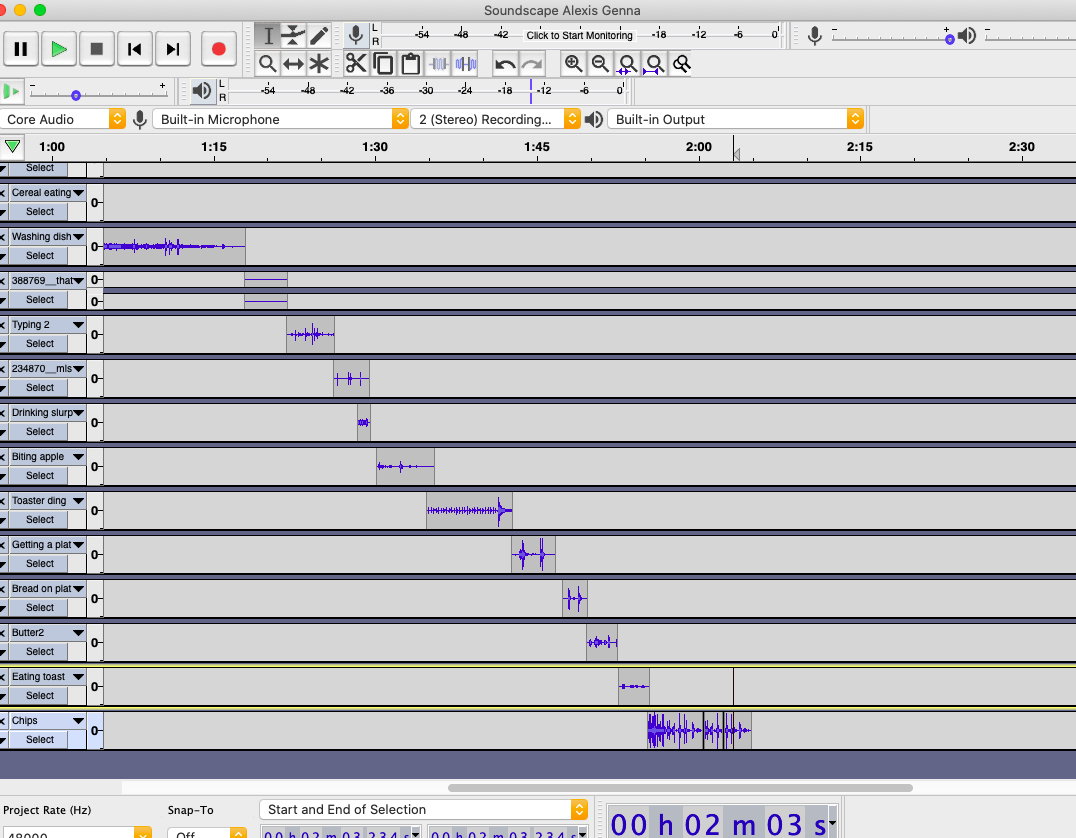 Soundscape Alexis Genna
L
R
-54 -48 -42 Click to Start Monitoring -18 -12 -6 0
- +
-
- +
L
R
-54 -48 -42 -36 -30 -24 -18 -12 -6 0
Core Audio Built-in Microphone 2 (Stereo) Recording... Built-in Output
1:00 1:15 1:30 1:45 2:00 2:15 2:30
Select
Cereal eating
Select
0
Washing dish
Select
0
388769__that
Select
0
0
Typing 2
Select
0
234870__mls
Select
0
Drinking slurp
Select
0
Biting apple
Select
0
Toaster ding
Select
0
Getting a plat
Select
0
Bread on plat
Select
0
Butter2
Select
0
Eating toast
Select
0
Chips
Select
0
Project Rate (Hz) Snap-To Start and End of Selection
48000 Off 00 h 02 m 03.234 s 00 h 02 m 03.234 s
00 h 02 m 03 s